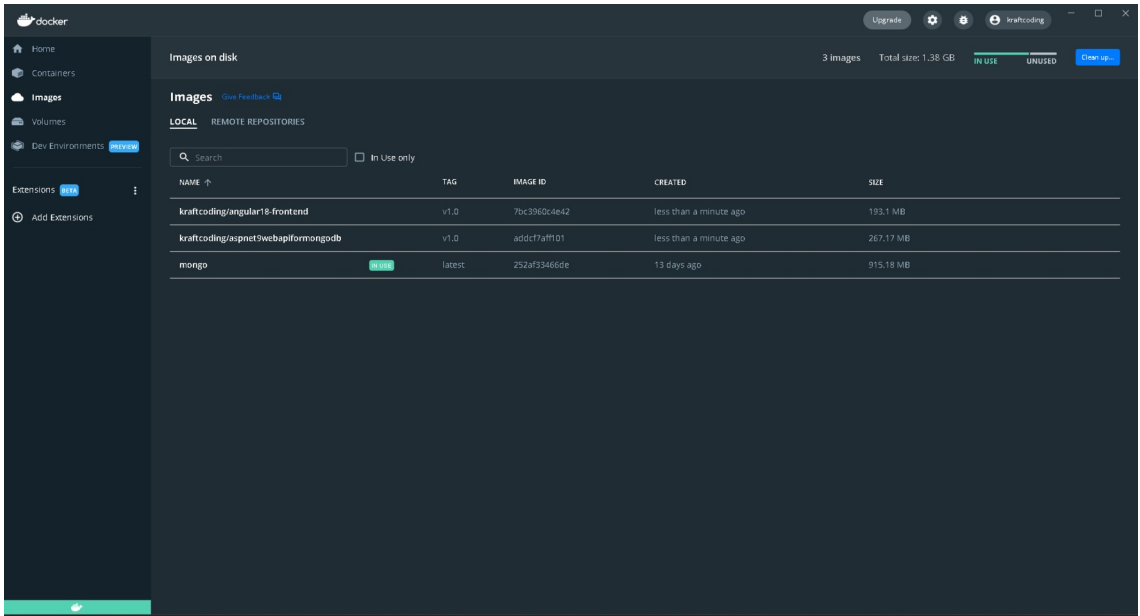 docker
Upgrade
kraftcoding
Home
Containers
Images
Volumes
Dev Environments PREVIEW
Extensions BETA
Add Extensions
Images on disk
3 images Total size: 1.38 GB IN USE UNUSED Clean up...
Images Give Feedback
LOCAL REMOTE REPOSITORIES
Search In Use only
NAME TAG IMAGE ID CREATED SIZE
kraftcoding/angular18-frontend v1.0 7bc3960c4e42 less than a minute ago 193.1 MB
kraftcoding/aspnet9webapiformongodb v1.0 addcf7aff101 less than a minute ago 267.17 MB
mongo IN USE latest 252af33466de 13 days ago 915.18 MB